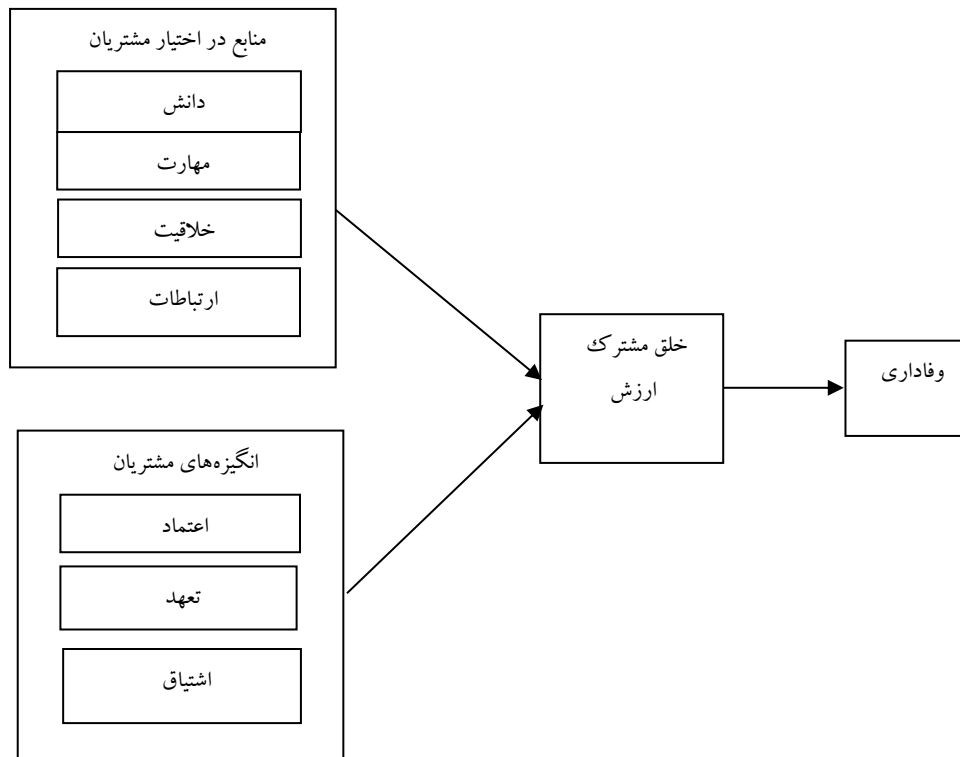 منابع در اختیار مشتریان
دانش
مهارت
خلاقیت
ارتباطات
انگیزه‌های مشتریان
اعتماد
تعهد
اشتیاق
خلق مشترک
ارزش
وفاداری